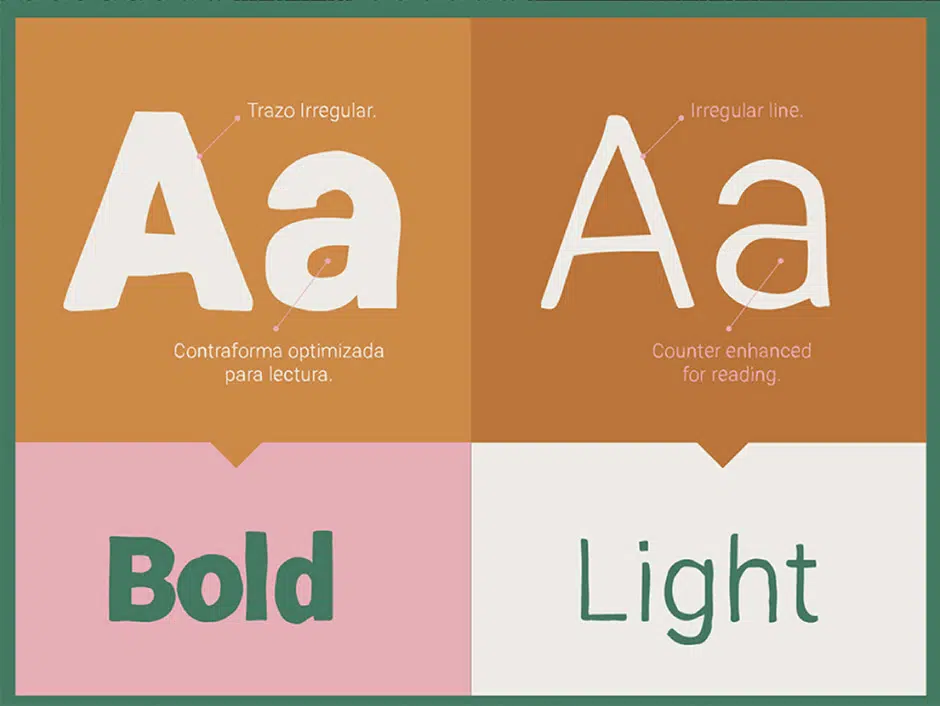 Aa
Trazo Irregular.
Contraforma optimizada
para lectura.
Aa
Irregular line.
Counter enhanced
for reading.
Bold
Light